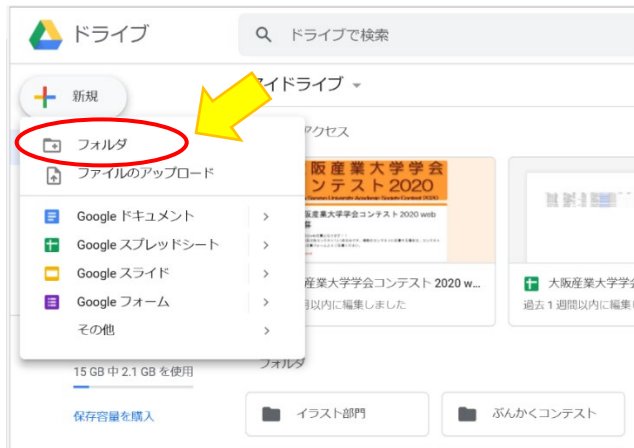 ドライブ
ドライブで検索
新規
マイドライブ
フォルダ
アクセス
ファイルのアップロード
阪産業大学学会
ンテスト2020
阪産業大学学会コンテスト 2020 web
Google ドキュメント
Google スプレッドシート
Google スライド
Google フォーム
その他
産業大学学会コンテスト 2020 w...
以内に編集しました
大阪産業大学学会
過去 1 週間以内に編集
15 GB 中 2.1 GB を使用
保存容量を購入
フォルダ
イラスト部門
ぶんかくコンテスト